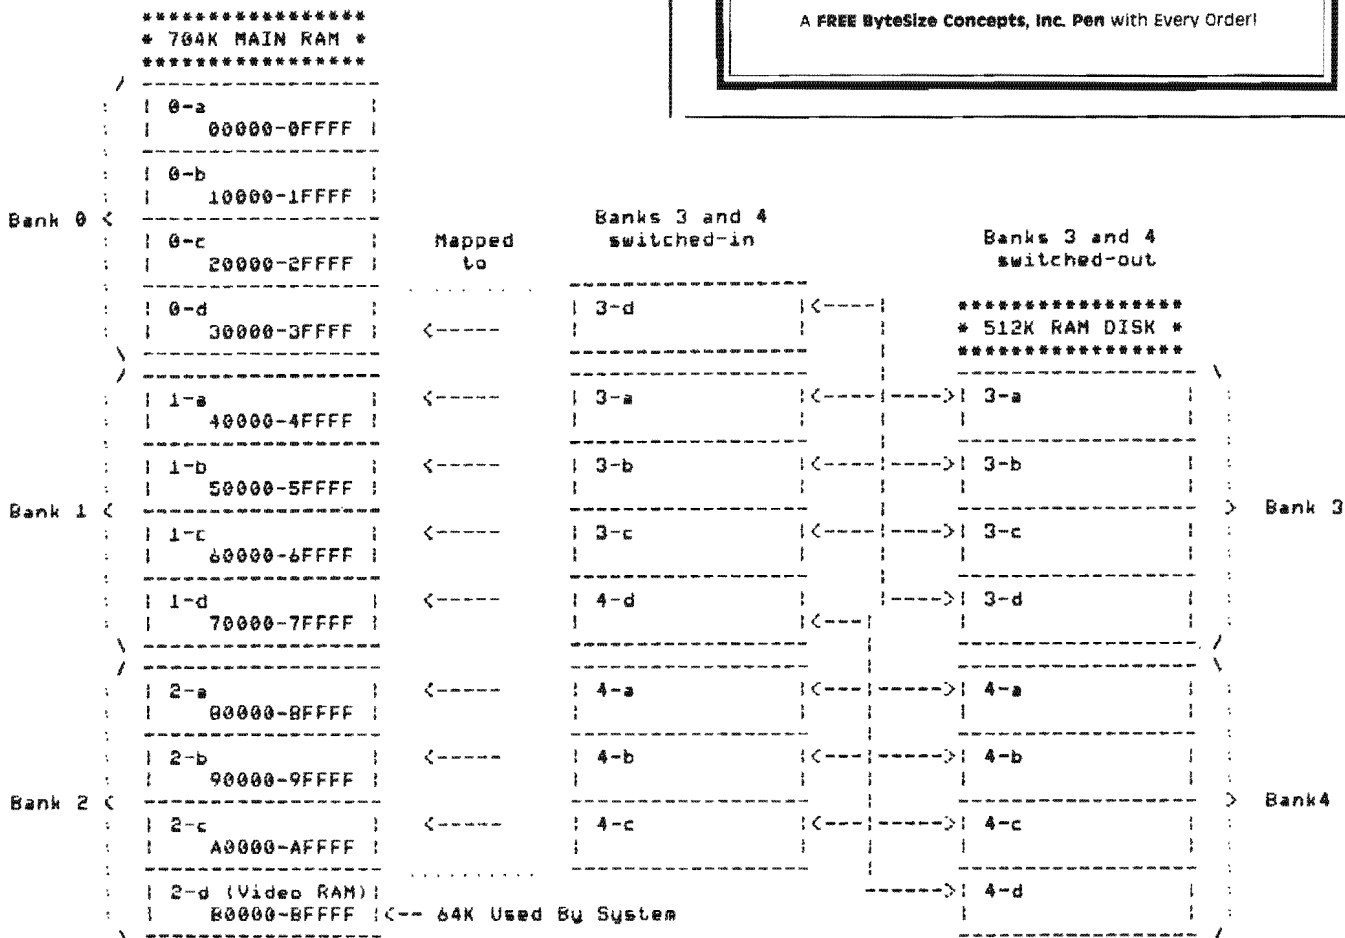 A FREE ByteSize Concepts, Inc. Pen with Every Order!
****************
* 704K MAIN RAM *
****************
Bank 0
0-a
00000-0FFFF
0-b
10000-1FFFF
0-c
20000-2FFFF
0-d
30000-3FFFF
Bank 1
1-a
40000-4FFFF
1-b
50000-5FFFF
1-c
60000-6FFFF
1-d
70000-7FFFF
Bank 2
2-a
80000-8FFFF
2-b
90000-9FFFF
2-c
A0000-AFFFF
2-d (Video RAM)
B0000-BFFFF <-- 64K Used By System
Mapped
to
Banks 3 and 4
switched-in
3-d
3-a
3-b
3-c
4-d
4-a
4-b
4-c
Banks 3 and 4
switched-out
*****************
* 512K RAM DISK *
*****************
3-a
3-b
3-c
3-d
Bank 3
4-a
4-b
4-c
4-d
Bank4